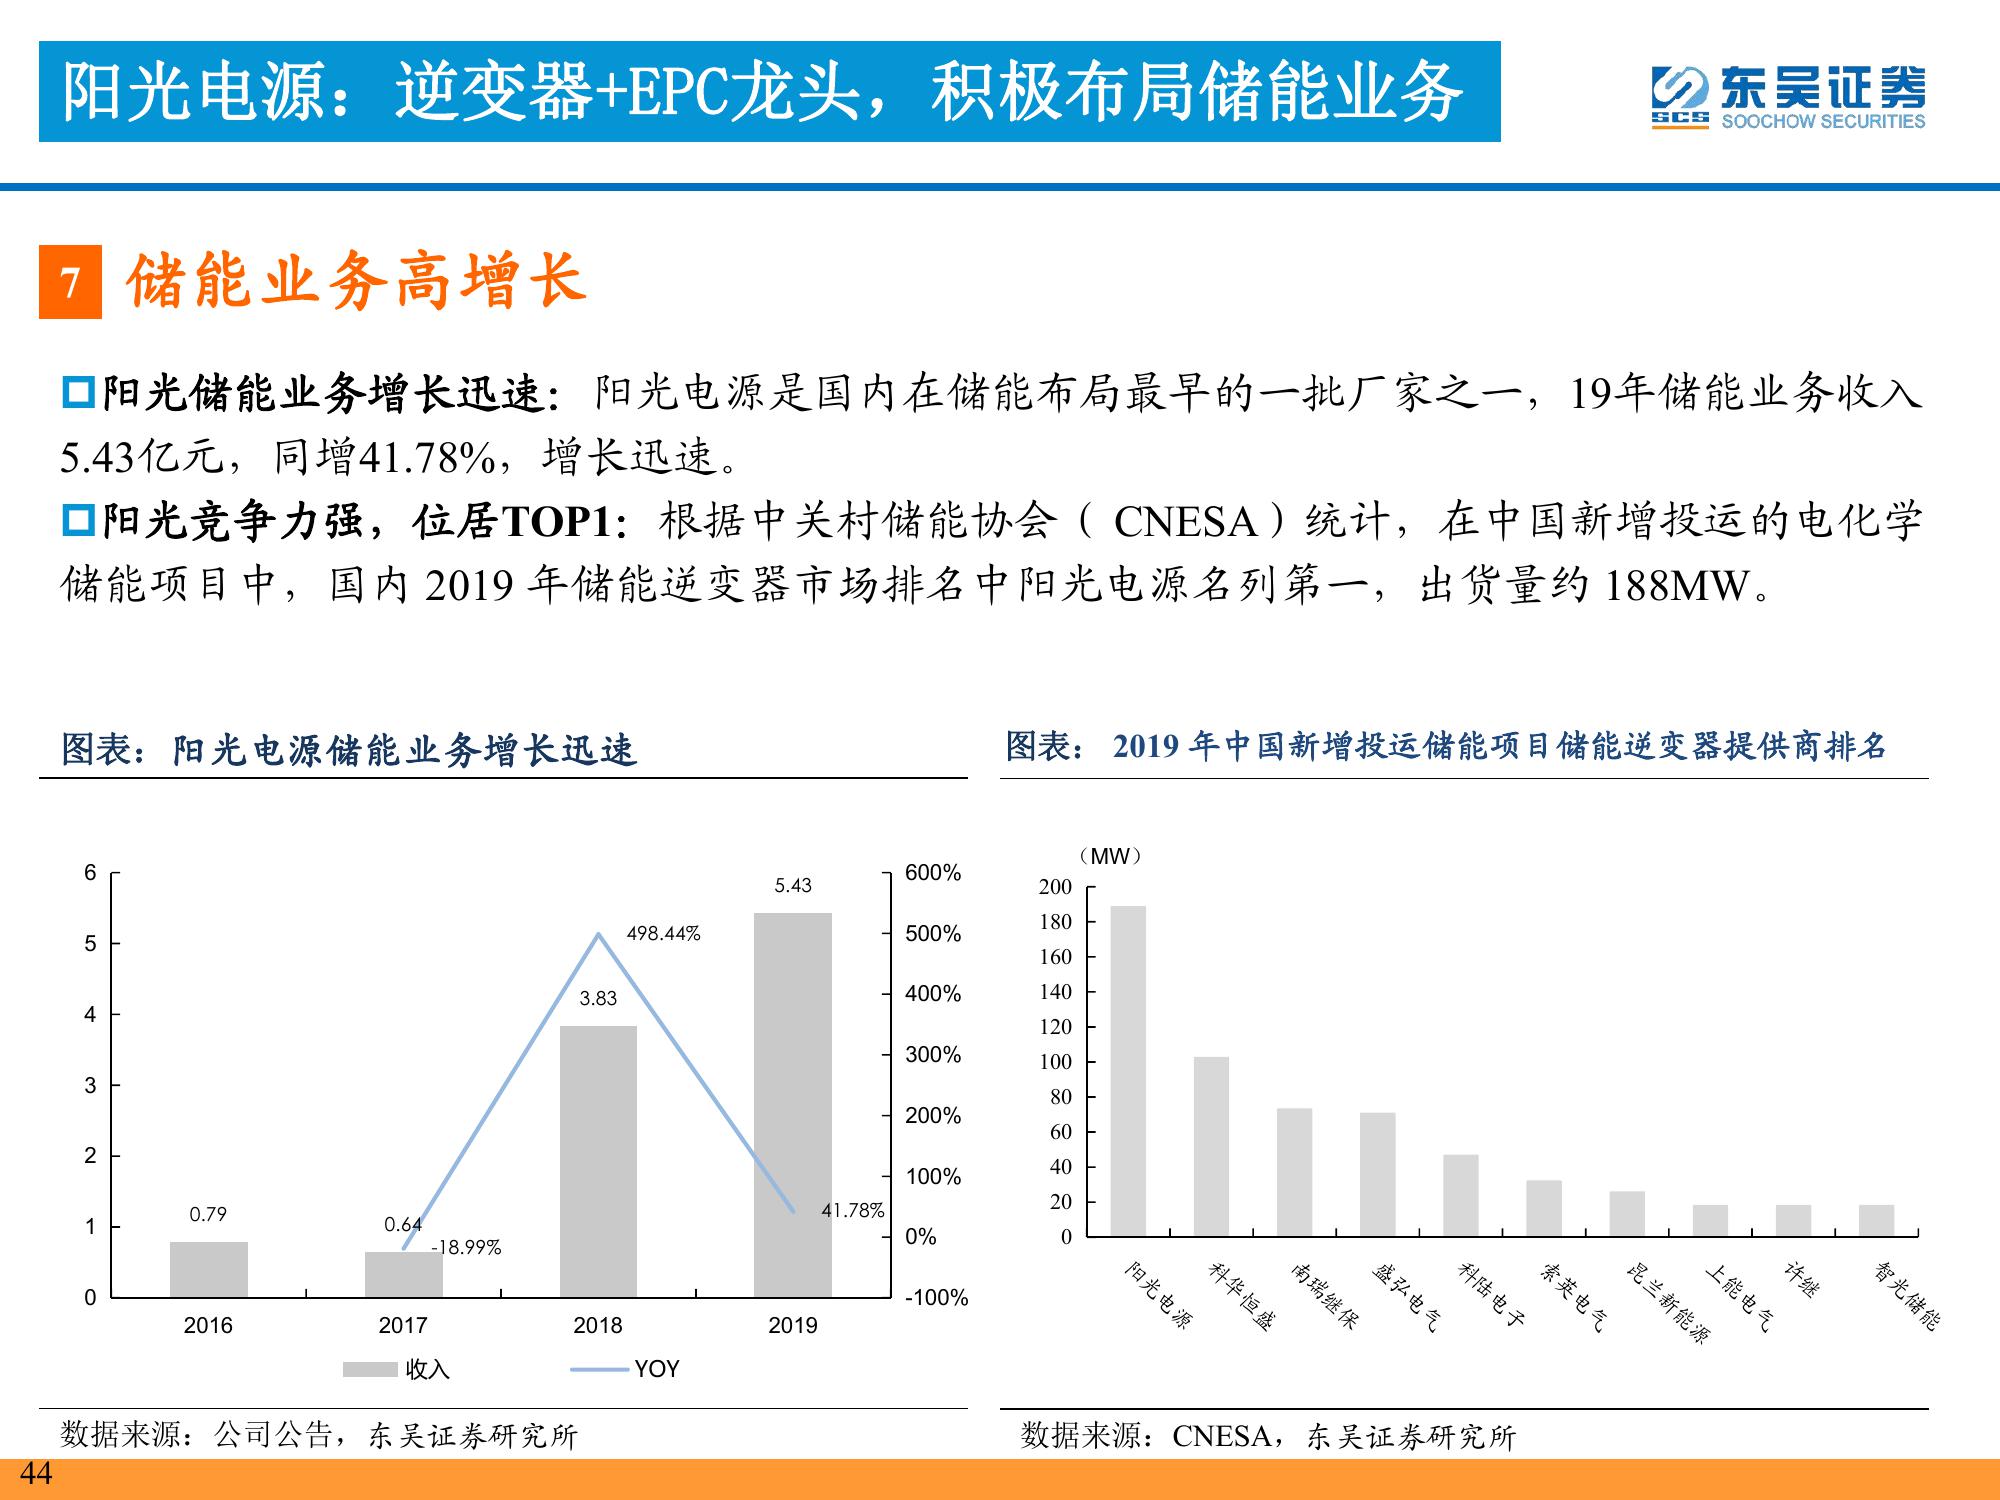 阳光电源：逆变器+EPC龙头，积极布局储能业务
东吴证券
SCS SOOCHOW SECURITIES
7 储能业务高增长
阳光储能业务增长迅速：阳光电源是国内在储能布局最早的一批厂家之一，19年储能业务收入
5.43亿元，同增41.78%，增长迅速。
阳光竞争力强，位居TOP1：根据中关村储能协会（ CNESA ）统计，在中国新增投运的电化学
储能项目中，国内 2019 年储能逆变器市场排名中阳光电源名列第一，出货量约 188MW。
图表：阳光电源储能业务增长迅速
6
5
4
3
2
1
0
600%
500%
400%
300%
200%
100%
0%
-100%
0.79
0.64
3.83
5.43
-18.99%
498.44%
41.78%
2016
2017
2018
2019
收入
YOY
数据来源：公司公告，东吴证券研究所
图表： 2019 年中国新增投运储能项目储能逆变器提供商排名
（MW）
200
180
160
140
120
100
80
60
40
20
0
阳光电源
科华恒盛
南瑞继保
盛弘电气
科陆电子
索英电气
昆兰新能源
上能电气
许继
智光储能
数据来源：CNESA，东吴证券研究所
44